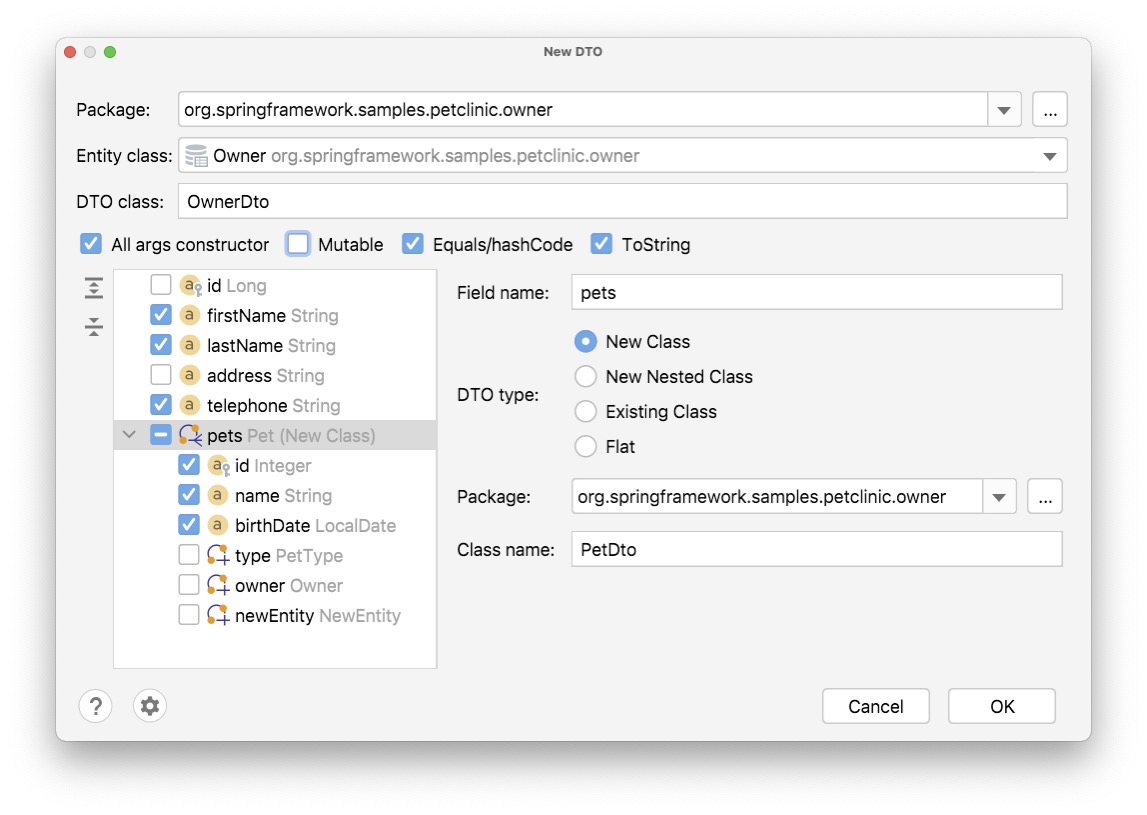 New DTO
Package: org.springframework.samples.petclinic.owner ...
Entity class: Owner org.springframework.samples.petclinic.owner
DTO class: OwnerDto
All args constructor Mutable Equals/hashCode ToString
a id Long
a firstName String
a lastName String
a address String
a telephone String
pets Pet (New Class)
a id Integer
a name String
a birthDate LocalDate
type PetType
owner Owner
newEntity NewEntity
Field name: pets
DTO type:
New Class
New Nested Class
Existing Class
Flat
Package: org.springframework.samples.petclinic.owner ...
Class name: PetDto
? Cancel OK